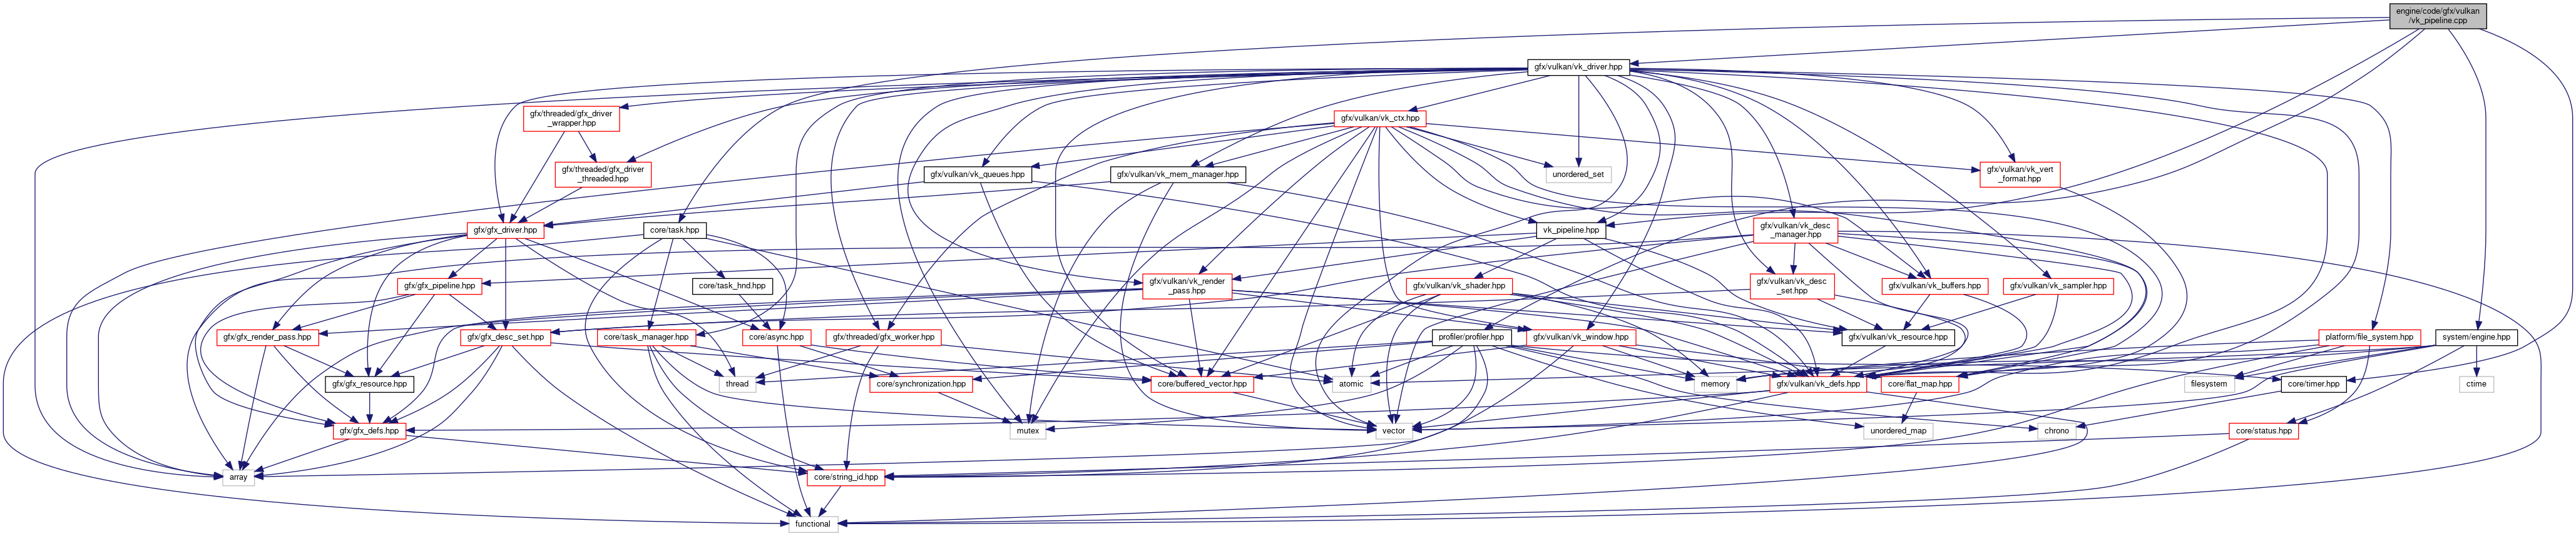 engine/code/gfx/vulkan
/vk_pipeline.cpp
gfx/vulkan/vk_driver.hpp
gfx/threaded/gfx_driver
_wrapper.hpp
gfx/vulkan/vk_ctx.hpp
gfx/threaded/gfx_driver
_threaded.hpp
gfx/vulkan/vk_queues.hpp
gfx/vulkan/vk_mem_manager.hpp
unordered_set
gfx/vulkan/vk_vert
_format.hpp
gfx/gfx_driver.hpp
core/task.hpp
vk_pipeline.hpp
gfx/vulkan/vk_desc
_manager.hpp
gfx/gfx_pipeline.hpp
core/task_hnd.hpp
gfx/vulkan/vk_render
_pass.hpp
gfx/vulkan/vk_shader.hpp
gfx/vulkan/vk_desc
_set.hpp
gfx/vulkan/vk_buffers.hpp
gfx/vulkan/vk_sampler.hpp
gfx/gfx_render_pass.hpp
gfx/gfx_desc_set.hpp
core/task_manager.hpp
core/async.hpp
gfx/threaded/gfx_worker.hpp
profiler/profiler.hpp
gfx/vulkan/vk_window.hpp
gfx/vulkan/vk_resource.hpp
platform/file_system.hpp
system/engine.hpp
gfx/gfx_resource.hpp
thread
core/synchronization.hpp
core/buffered_vector.hpp
atomic
memory
gfx/vulkan/vk_defs.hpp
core/flat_map.hpp
filesystem
core/timer.hpp
ctime
gfx/gfx_defs.hpp
mutex
vector
unordered_map
chrono
core/status.hpp
array
core/string_id.hpp
functional